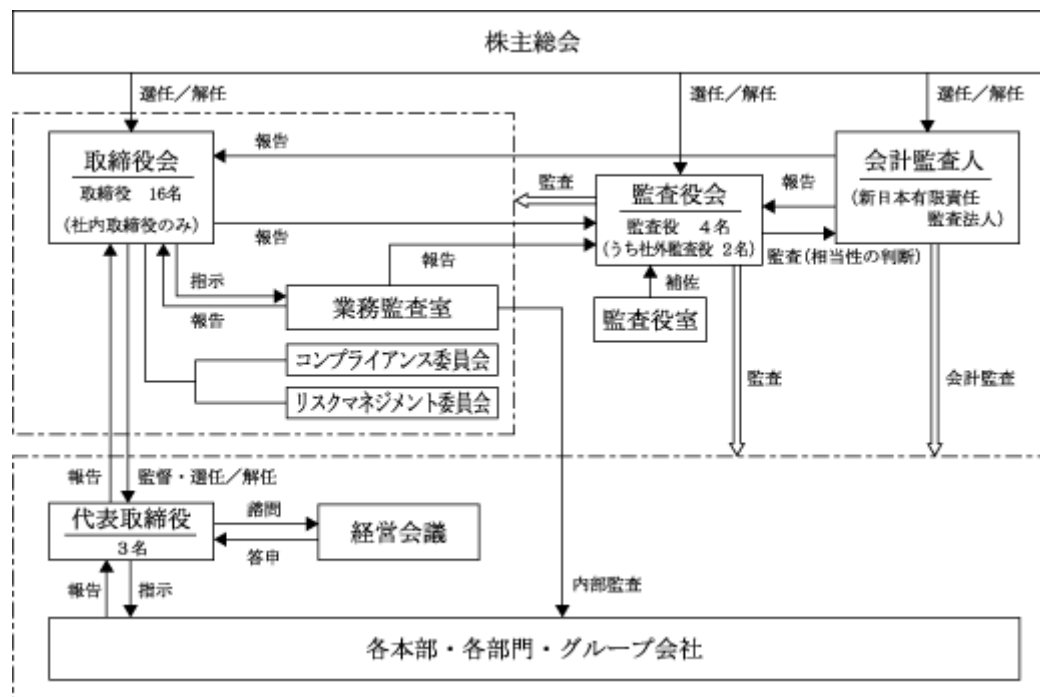 株主総会
選任／解任
選任／解任
選任／解任
取締役会
取締役 16名
(社内取締役のみ)
報告
会計監査人
(新日本有限責任
監査法人)
監査
監査役会
監査役 4名
(うち社外監査役 2名)
報告
報告
監査(相当性の判断)
報告
指示
報告
業務監査室
補佐
監査役室
コンプライアンス委員会
リスクマネジメント委員会
監査
会計監査
報告
監督・選任／解任
代表取締役
3名
諮問
答申
経営会議
報告
指示
内部監査
各本部・各部門・グループ会社